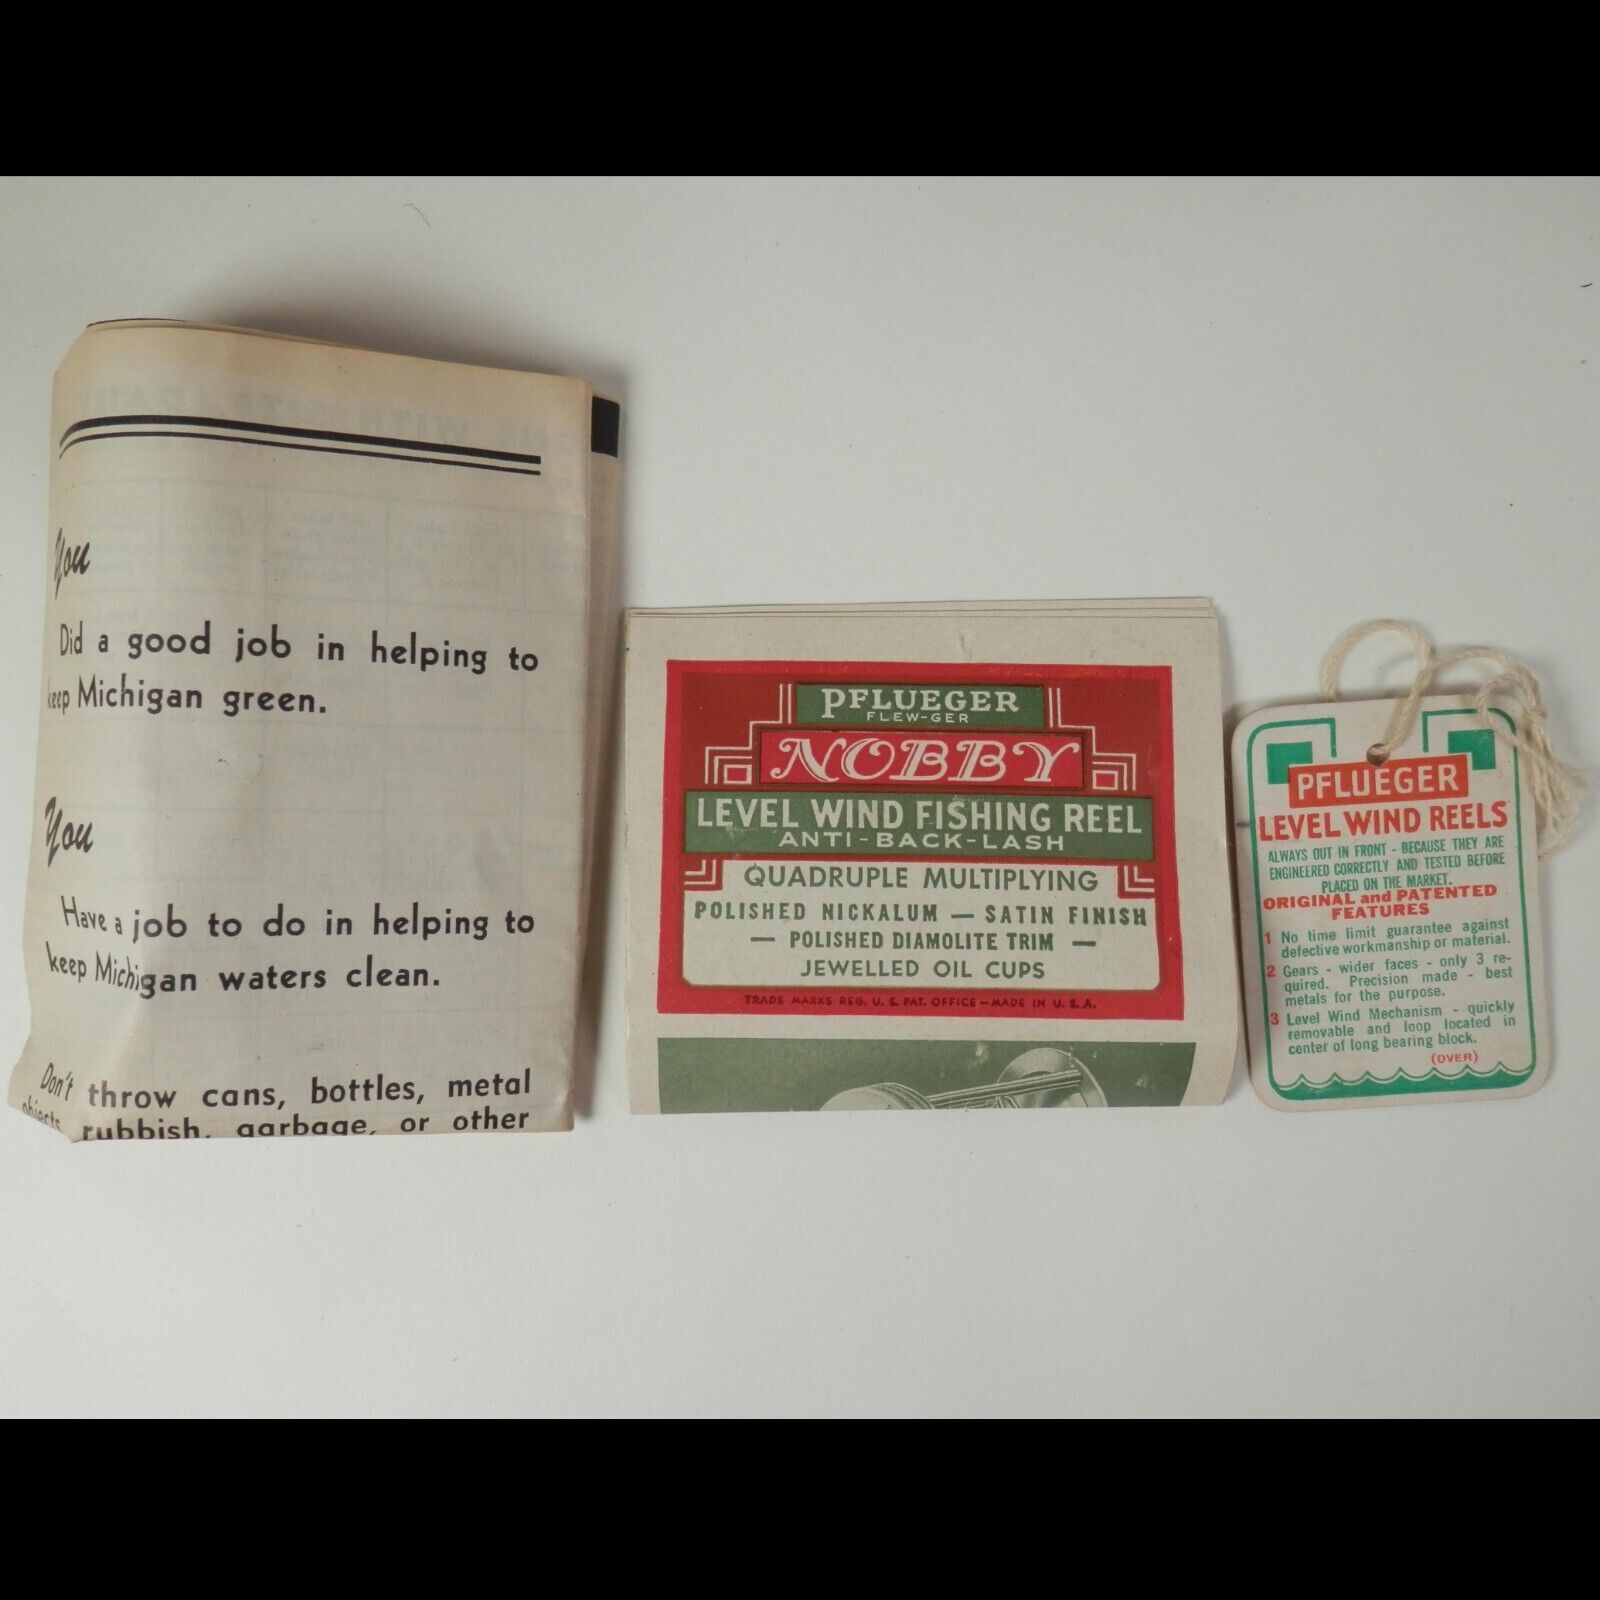 You
Did a good job in helping to
keep Michigan green.
You
Have a job to do in helping to
keep Michigan waters clean.
Don't throw cans, bottles, metal
objects, rubbish, garbage, or other
PFLUEGER
FLEW-GER
NOBBY
LEVEL WIND FISHING REEL
ANTI-BACK-LASH
QUADRUPLE MULTIPLYING
POLISHED NICKALUM — SATIN FINISH
— POLISHED DIAMOLITE TRIM —
JEWELLED OIL CUPS
TRADE MARKS REG. U. S. PAT. OFFICE — MADE IN U. S. A.
PFLUEGER
LEVEL WIND REELS
ALWAYS OUT IN FRONT - BECAUSE THEY ARE
ENGINEERED CORRECTLY AND TESTED BEFORE
PLACED ON THE MARKET.
ORIGINAL and PATENTED
FEATURES
1 No time limit guarantee against
defective workmanship or material.
2 Gears - wider faces - only 3 re-
quired. Precision made - best
metals for the purpose.
3 Level Wind Mechanism - quickly
removable and loop located in
center of long bearing block.
(OVER)